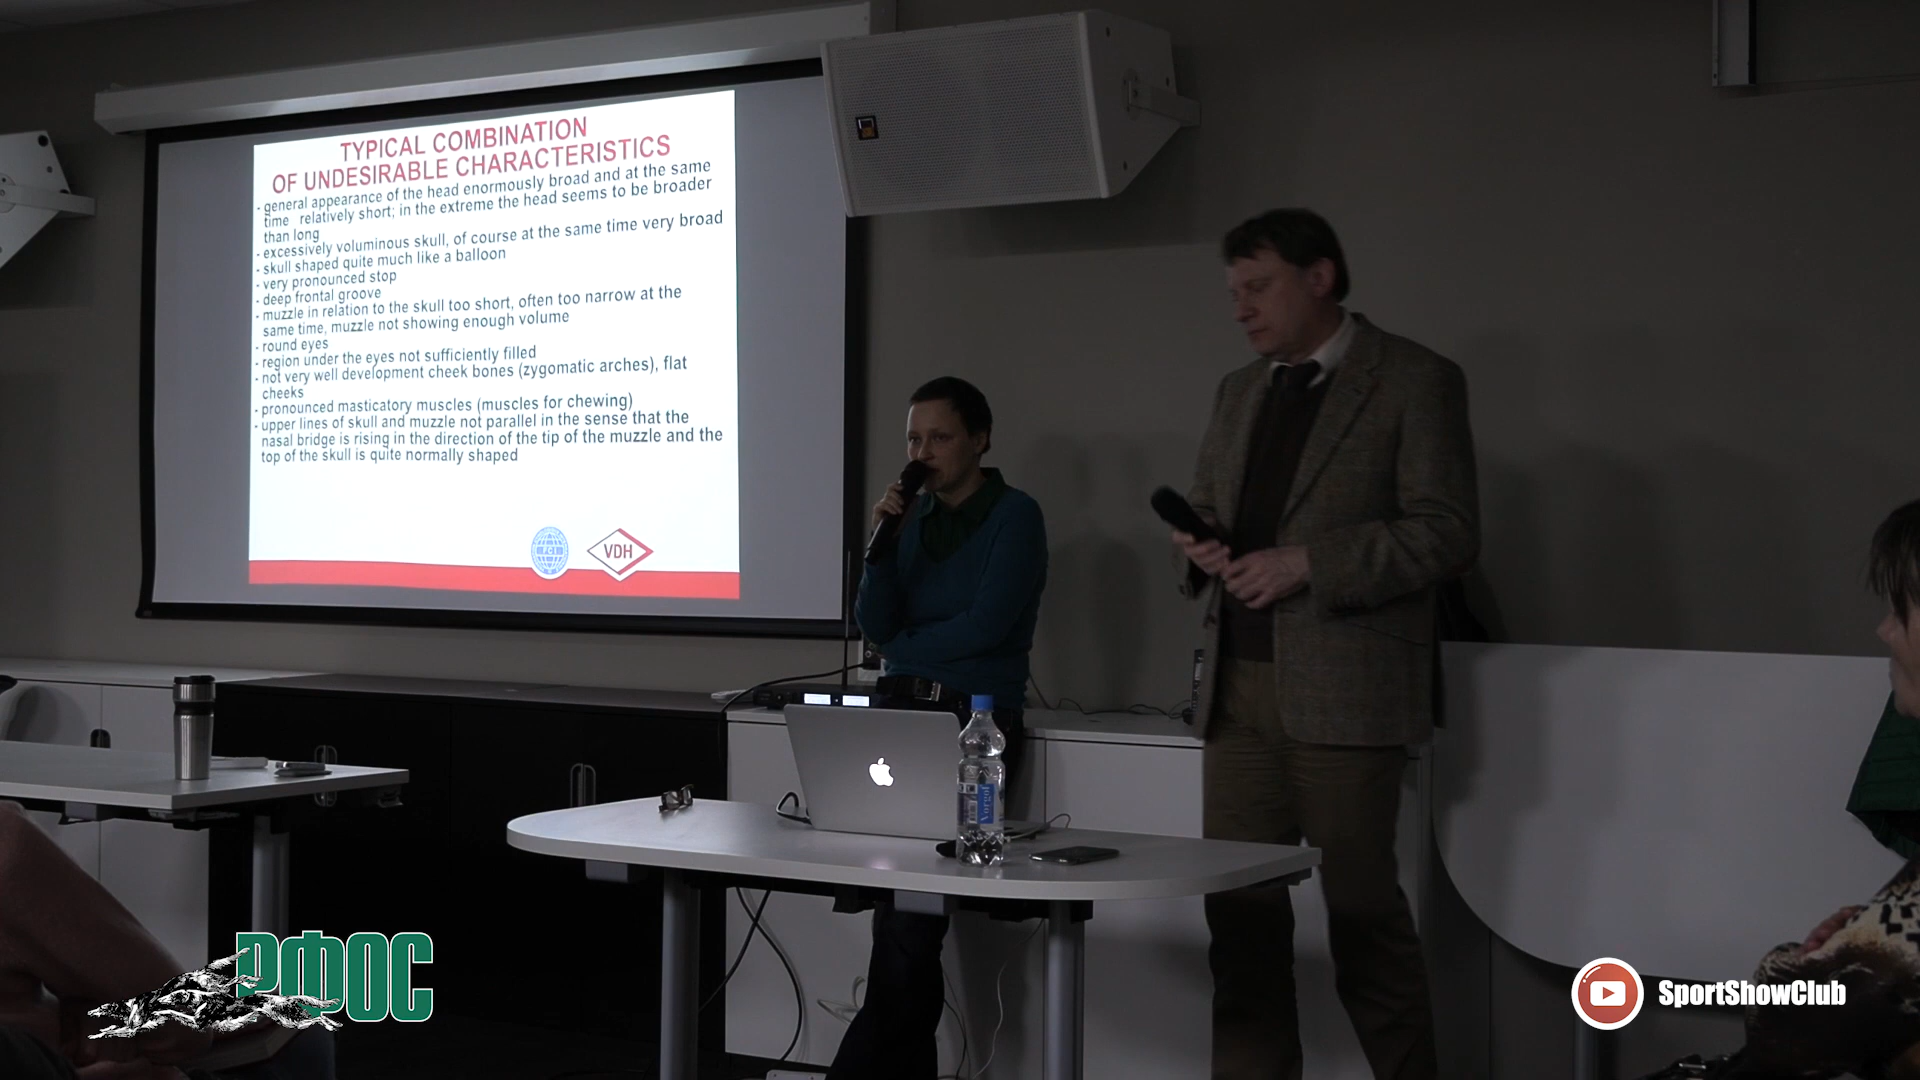 TYPICAL COMBINATION
OF UNDESIRABLE CHARACTERISTICS
- general appearance of the head enormously broad and at the same
time relatively short; in the extreme the head seems to be broader
than long
- excessively voluminous skull, of course at the same time very broad
- skull shaped quite much like a balloon
- very pronounced stop
- deep frontal groove
- muzzle in relation to the skull too short, often too narrow at the
same time, muzzle not showing enough volume
- round eyes
- region under the eyes not sufficiently filled
- not very well development cheek bones (zygomatic arches), flat
cheeks
- pronounced masticatory muscles (muscles for chewing)
- upper lines of skull and muzzle not parallel in the sense that the
nasal bridge is rising in the direction of the tip of the muzzle and the
top of the skull is quite normally shaped
FCI
VDH
Norgol
РФОС
SportShowClub